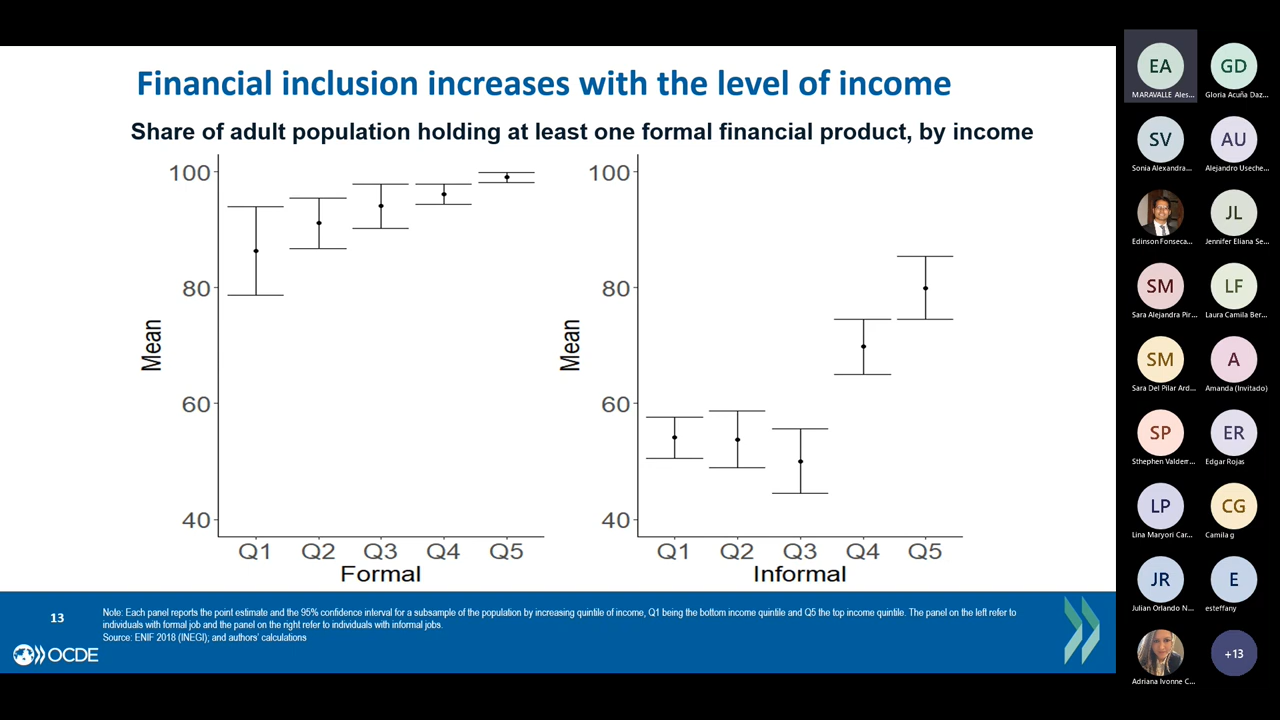 Financial inclusion increases with the level of income
Share of adult population holding at least one formal financial product, by income
100
80
60
40
Mean
Q1 Q2 Q3 Q4 Q5
Formal
100
80
60
40
Mean
Q1 Q2 Q3 Q4 Q5
Informal
13
Note: Each panel reports the point estimate and the 95% confidence interval for a subsample of the population by increasing quintile of income, Q1 being the bottom income quintile and Q5 the top income quintile. The panel on the left refer to
individuals with formal job and the panel on the right refer to individuals with informal jobs.
Source: ENIF 2018 (INEGI); and authors' calculations
OCDE
EA
MARAVALLE Ales...
GD
Gloria Acuña Daz...
SV
Sonia Alexandra...
AU
Alejandro Useche...
Edinson Fonseca...
JL
Jennifer Eliana Se...
SM
Sara Alejandra Pir...
LF
Laura Camila Ber...
SM
Sara Del Pilar Ard...
A
Amanda (Invitado)
SP
Sthephen Valderr...
ER
Edgar Rojas
LP
Lina Maryori Car...
CG
Camila g
JR
Julian Orlando N...
E
esteffany
Adriana Ivonne C...
+13